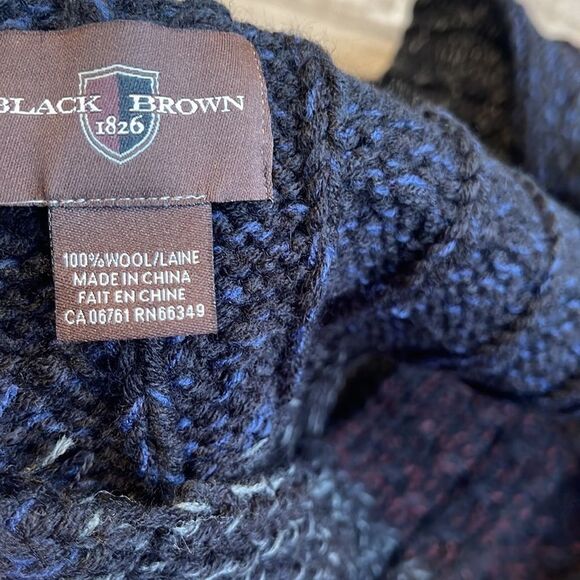 BLACK BROWN
1826
100% WOOL/LAINE
MADE IN CHINA
FAIT EN CHINE
CA 06761 RN66349